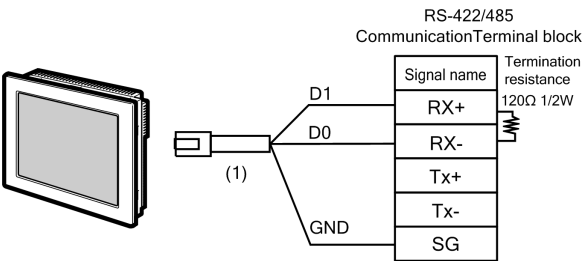 RS-422/485
CommunicationTerminal block
Signal name
Termination
resistance
120Ω 1/2W
D1
RX+
D0
RX-
(1)
Tx+
Tx-
GND
SG